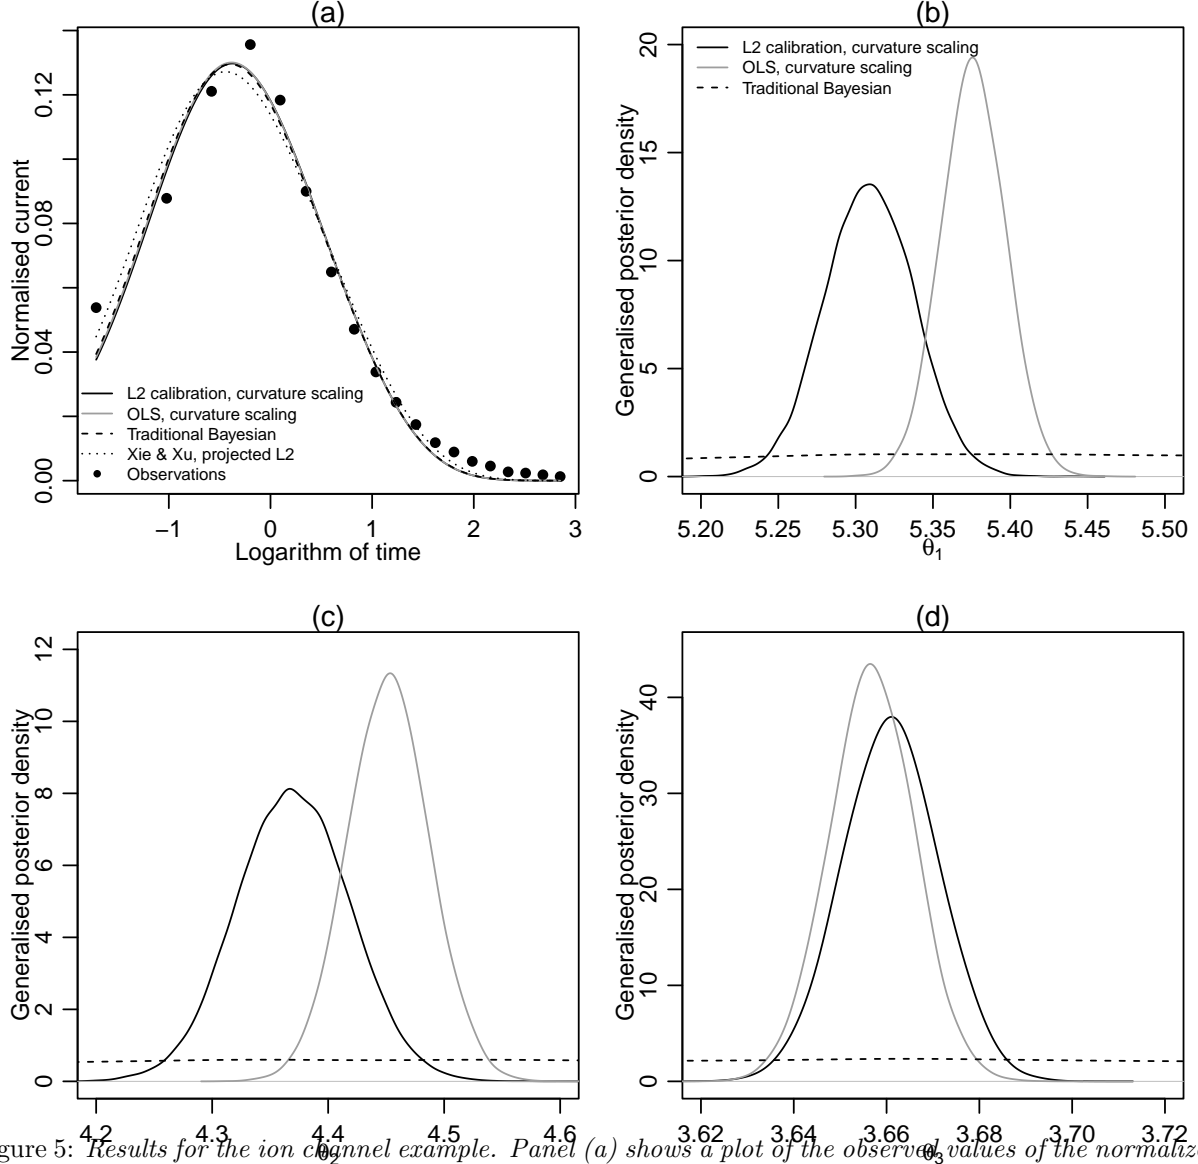 (a)
Normalised current
0.00 0.04 0.08 0.12
L2 calibration, curvature scaling
OLS, curvature scaling
Traditional Bayesian
Xie & Xu, projected L2
Observations
−1 0 1 2 3
Logarithm of time
(b)
Generalised posterior density
0 5 10 15 20
L2 calibration, curvature scaling
OLS, curvature scaling
Traditional Bayesian
5.20 5.25 5.30 5.35 5.40 5.45 5.50
θ1
(c)
Generalised posterior density
0 2 4 6 8 10 12
4.2 4.3 4.4 4.5 4.6
θ2
(d)
Generalised posterior density
0 10 20 30 40
3.62 3.64 3.66 3.68 3.70 3.72
θ3
gure 5: Results for the ion channel example. Panel (a) shows a plot of the observed values of the normaliz